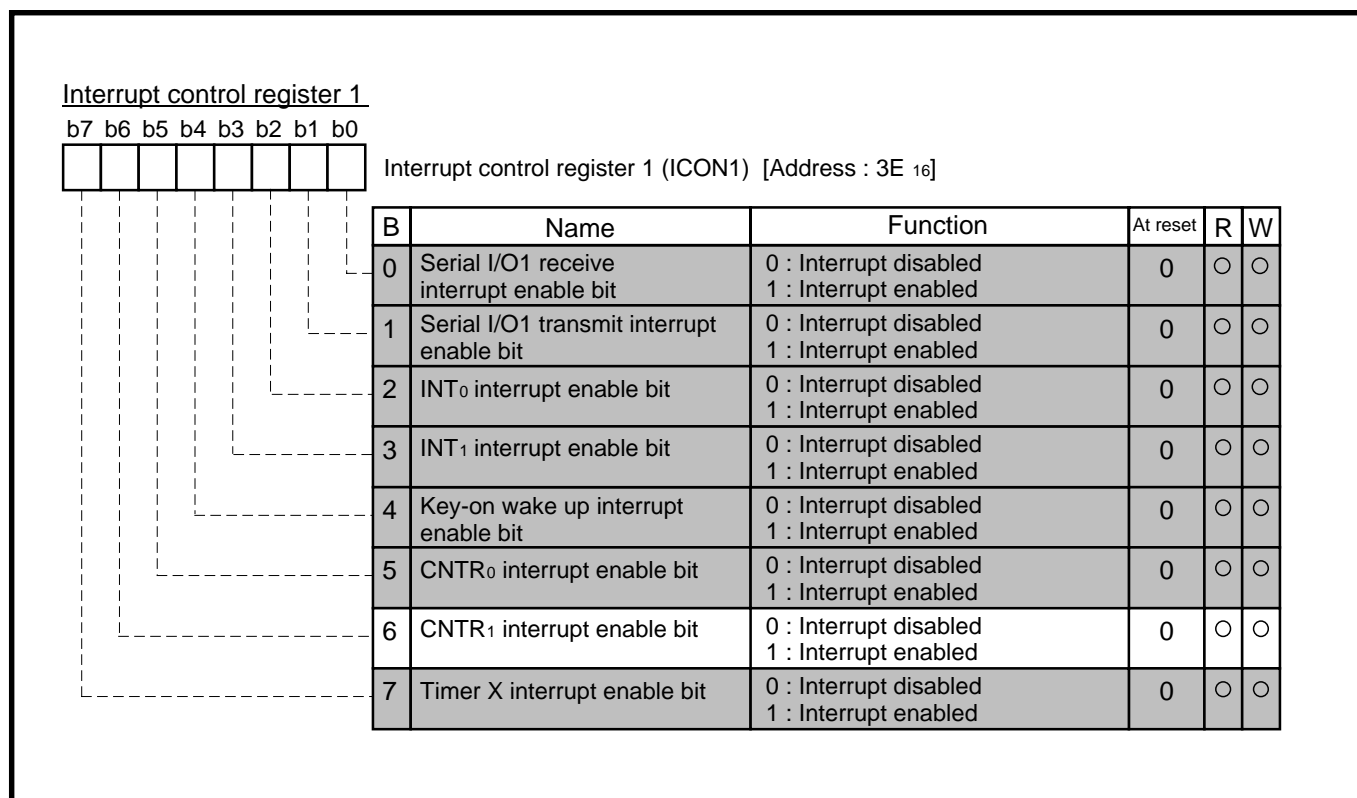 Interrupt control register 1
b7 b6 b5 b4 b3 b2 b1 b0
Interrupt control register 1 (ICON1) [Address : 3E 16]
B Name Function At reset R W
0 Serial I/O1 receive interrupt enable bit 0 : Interrupt disabled 1 : Interrupt enabled 0 ○ ○
1 Serial I/O1 transmit interrupt enable bit 0 : Interrupt disabled 1 : Interrupt enabled 0 ○ ○
2 INT0 interrupt enable bit 0 : Interrupt disabled 1 : Interrupt enabled 0 ○ ○
3 INT1 interrupt enable bit 0 : Interrupt disabled 1 : Interrupt enabled 0 ○ ○
4 Key-on wake up interrupt enable bit 0 : Interrupt disabled 1 : Interrupt enabled 0 ○ ○
5 CNTR0 interrupt enable bit 0 : Interrupt disabled 1 : Interrupt enabled 0 ○ ○
6 CNTR1 interrupt enable bit 0 : Interrupt disabled 1 : Interrupt enabled 0 ○ ○
7 Timer X interrupt enable bit 0 : Interrupt disabled 1 : Interrupt enabled 0 ○ ○